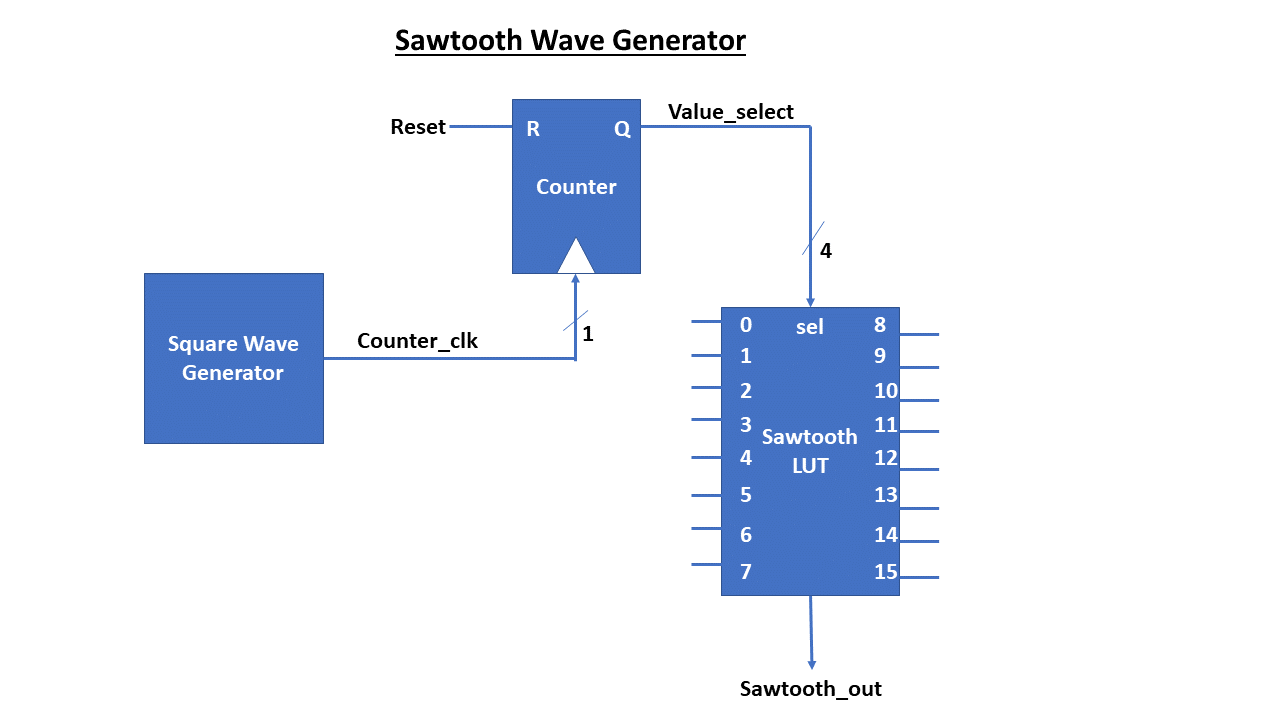 Sawtooth Wave Generator
Reset
R
Q
Value_select
Counter
4
Square Wave
Generator
Counter_clk
1
sel
0
1
2
3
4
5
6
7
8
9
10
11
12
13
14
15
Sawtooth
LUT
Sawtooth_out